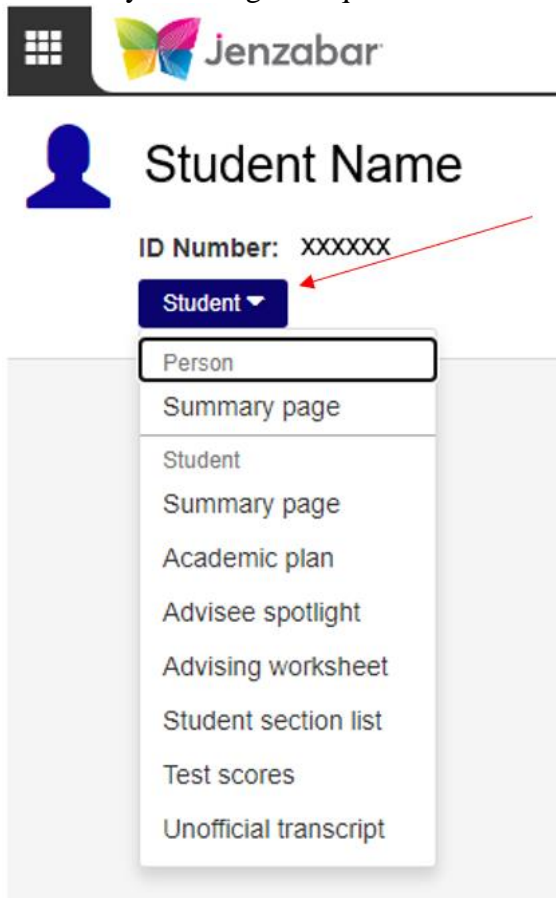 Jenzabar
Student Name
ID Number: XXXXXX
Student
Person
Summary page
Student
Summary page
Academic plan
Advisee spotlight
Advising worksheet
Student section list
Test scores
Unofficial transcript